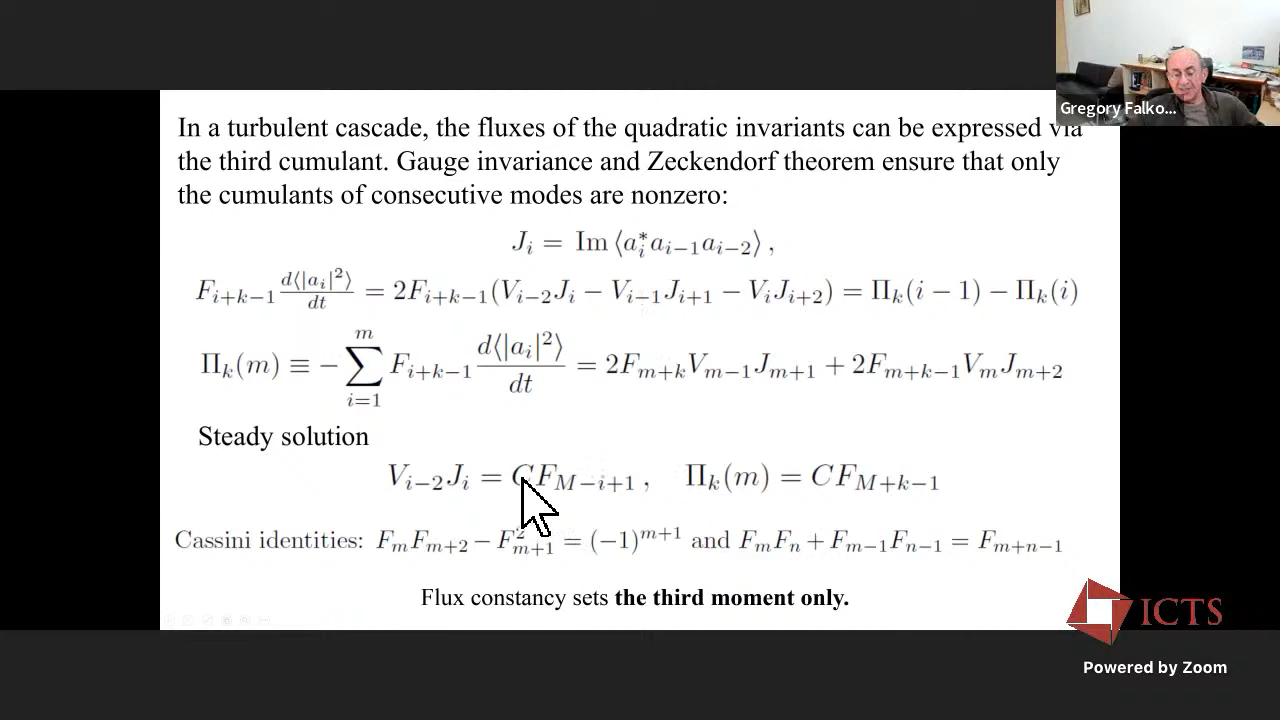 In a turbulent cascade, the fluxes of the quadratic invariants can be expressed via
the third cumulant. Gauge invariance and Zeckendorf theorem ensure that only
the cumulants of consecutive modes are nonzero:
J_i = Im ⟨a_i^* a_{i−1} a_{i−2}⟩ ,
F_{i+k−1} d⟨|a_i|^2⟩/dt = 2F_{i+k−1}(V_{i−2}J_i − V_{i−1}J_{i+1} − V_iJ_{i+2}) = Π_k(i − 1) − Π_k(i)
Π_k(m) ≡ − ∑_{i=1}^{m} F_{i+k−1} d⟨|a_i|^2⟩/dt = 2F_{m+k}V_{m−1}J_{m+1} + 2F_{m+k−1}V_mJ_{m+2}
Steady solution
V_{i−2}J_i = CF_{M−i+1} , Π_k(m) = CF_{M+k−1}
Cassini identities: F_mF_{m+2} − F_{m+1}^2 = (−1)^{m+1} and F_mF_n + F_{m−1}F_{n−1} = F_{m+n−1}
Flux constancy sets the third moment only.
Gregory Falko...
ICTS
Powered by Zoom